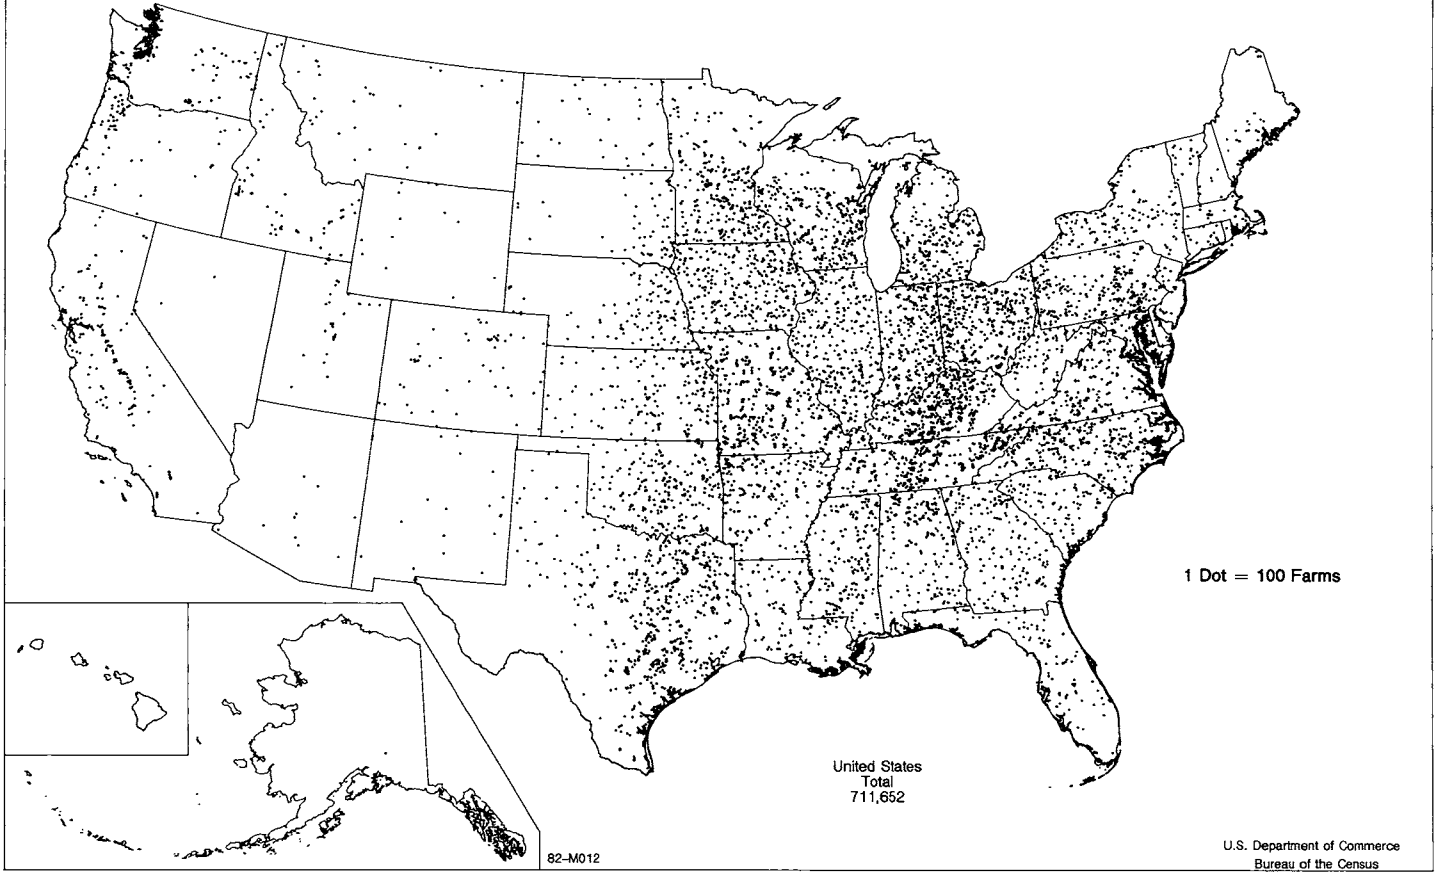 1 Dot = 100 Farms
United States
Total
711,652
82-M012
U.S. Department of Commerce
Bureau of the Census